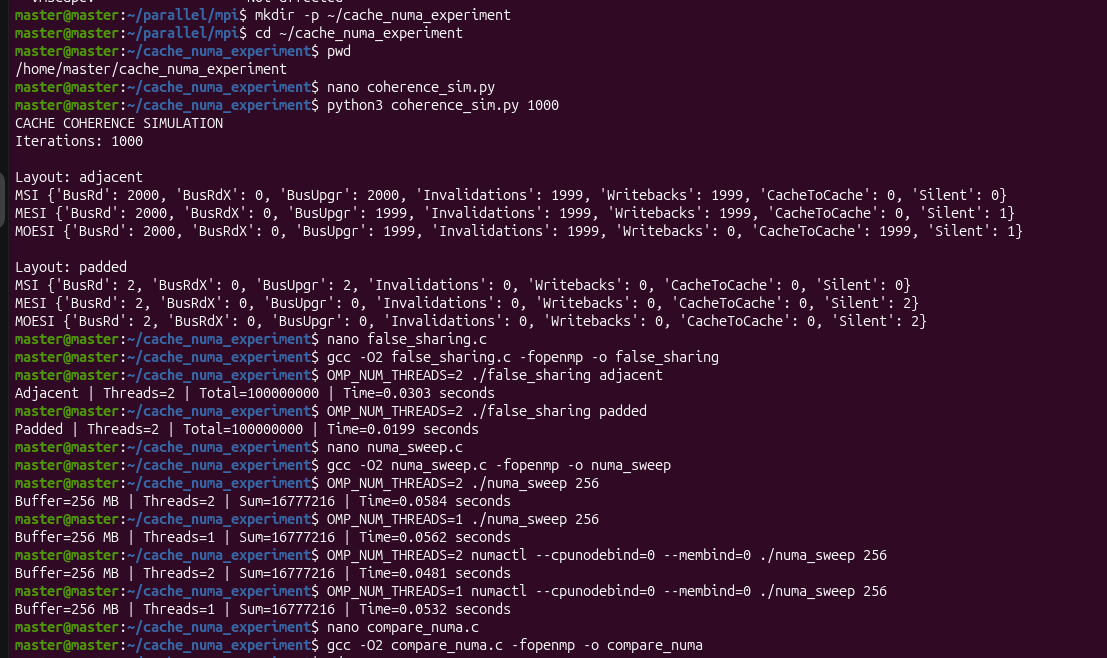 Not affected
master@master:~/parallel/mpi$ mkdir -p ~/cache_numa_experiment
master@master:~/parallel/mpi$ cd ~/cache_numa_experiment
master@master:~/cache_numa_experiment$ pwd
/home/master/cache_numa_experiment
master@master:~/cache_numa_experiment$ nano coherence_sim.py
master@master:~/cache_numa_experiment$ python3 coherence_sim.py 1000
CACHE COHERENCE SIMULATION
Iterations: 1000
Layout: adjacent
MSI {'BusRd': 2000, 'BusRdX': 0, 'BusUpgr': 2000, 'Invalidations': 1999, 'Writebacks': 1999, 'CacheToCache': 0, 'Silent': 0}
MESI {'BusRd': 2000, 'BusRdX': 0, 'BusUpgr': 1999, 'Invalidations': 1999, 'Writebacks': 1999, 'CacheToCache': 0, 'Silent': 1}
MOESI {'BusRd': 2000, 'BusRdX': 0, 'BusUpgr': 1999, 'Invalidations': 1999, 'Writebacks': 0, 'CacheToCache': 1999, 'Silent': 1}
Layout: padded
MSI {'BusRd': 2, 'BusRdX': 0, 'BusUpgr': 2, 'Invalidations': 0, 'Writebacks': 0, 'CacheToCache': 0, 'Silent': 0}
MESI {'BusRd': 2, 'BusRdX': 0, 'BusUpgr': 0, 'Invalidations': 0, 'Writebacks': 0, 'CacheToCache': 0, 'Silent': 2}
MOESI {'BusRd': 2, 'BusRdX': 0, 'BusUpgr': 0, 'Invalidations': 0, 'Writebacks': 0, 'CacheToCache': 0, 'Silent': 2}
master@master:~/cache_numa_experiment$ nano false_sharing.c
master@master:~/cache_numa_experiment$ gcc -O2 false_sharing.c -fopenmp -o false_sharing
master@master:~/cache_numa_experiment$ OMP_NUM_THREADS=2 ./false_sharing adjacent
Adjacent | Threads=2 | Total=100000000 | Time=0.0303 seconds
master@master:~/cache_numa_experiment$ OMP_NUM_THREADS=2 ./false_sharing padded
Padded | Threads=2 | Total=100000000 | Time=0.0199 seconds
master@master:~/cache_numa_experiment$ nano numa_sweep.c
master@master:~/cache_numa_experiment$ gcc -O2 numa_sweep.c -fopenmp -o numa_sweep
master@master:~/cache_numa_experiment$ OMP_NUM_THREADS=2 ./numa_sweep 256
Buffer=256 MB | Threads=2 | Sum=16777216 | Time=0.0584 seconds
master@master:~/cache_numa_experiment$ OMP_NUM_THREADS=1 ./numa_sweep 256
Buffer=256 MB | Threads=1 | Sum=16777216 | Time=0.0562 seconds
master@master:~/cache_numa_experiment$ OMP_NUM_THREADS=2 numactl --cpunodebind=0 --membind=0 ./numa_sweep 256
Buffer=256 MB | Threads=2 | Sum=16777216 | Time=0.0481 seconds
master@master:~/cache_numa_experiment$ OMP_NUM_THREADS=1 numactl --cpunodebind=0 --membind=0 ./numa_sweep 256
Buffer=256 MB | Threads=1 | Sum=16777216 | Time=0.0532 seconds
master@master:~/cache_numa_experiment$ nano compare_numa.c
master@master:~/cache_numa_experiment$ gcc -O2 compare_numa.c -fopenmp -o compare_numa